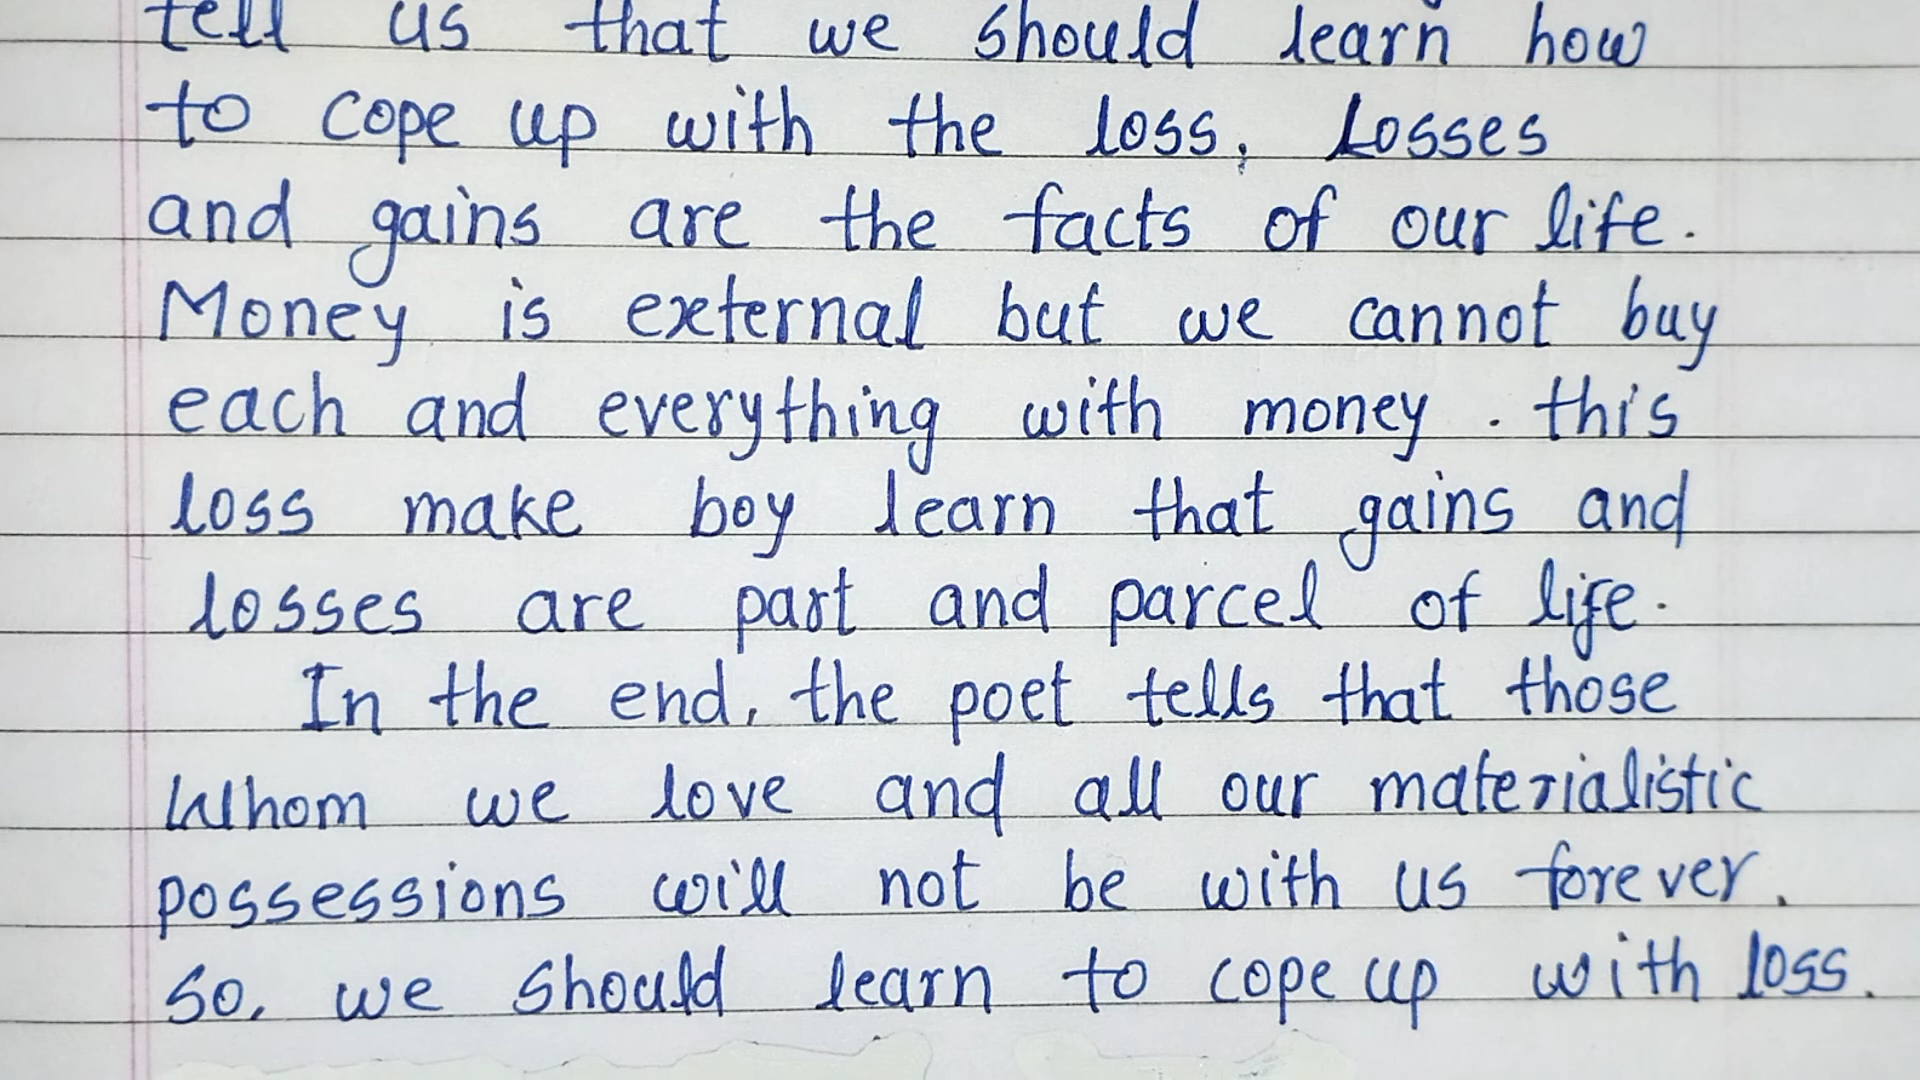 tell us that we should learn how
to cope up with the loss, Losses
and gains are the facts of our life.
Money is external but we cannot buy
each and everything with money. this
loss make boy learn that gains and
losses are part and parcel of life.
In the end, the poet tells that those
Whom we love and all our materialistic
possessions will not be with us forever.
So, we should learn to cope up with loss.